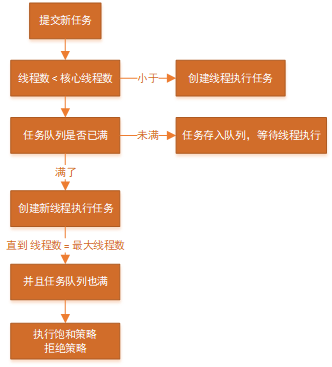 提交新任务
线程数 < 核心线程数
小于
创建线程执行任务
任务队列是否已满
未满
任务存入队列，等待线程执行
满了
创建新线程执行任务
直到 线程数 = 最大线程数
并且任务队列也满
执行饱和策略
拒绝策略